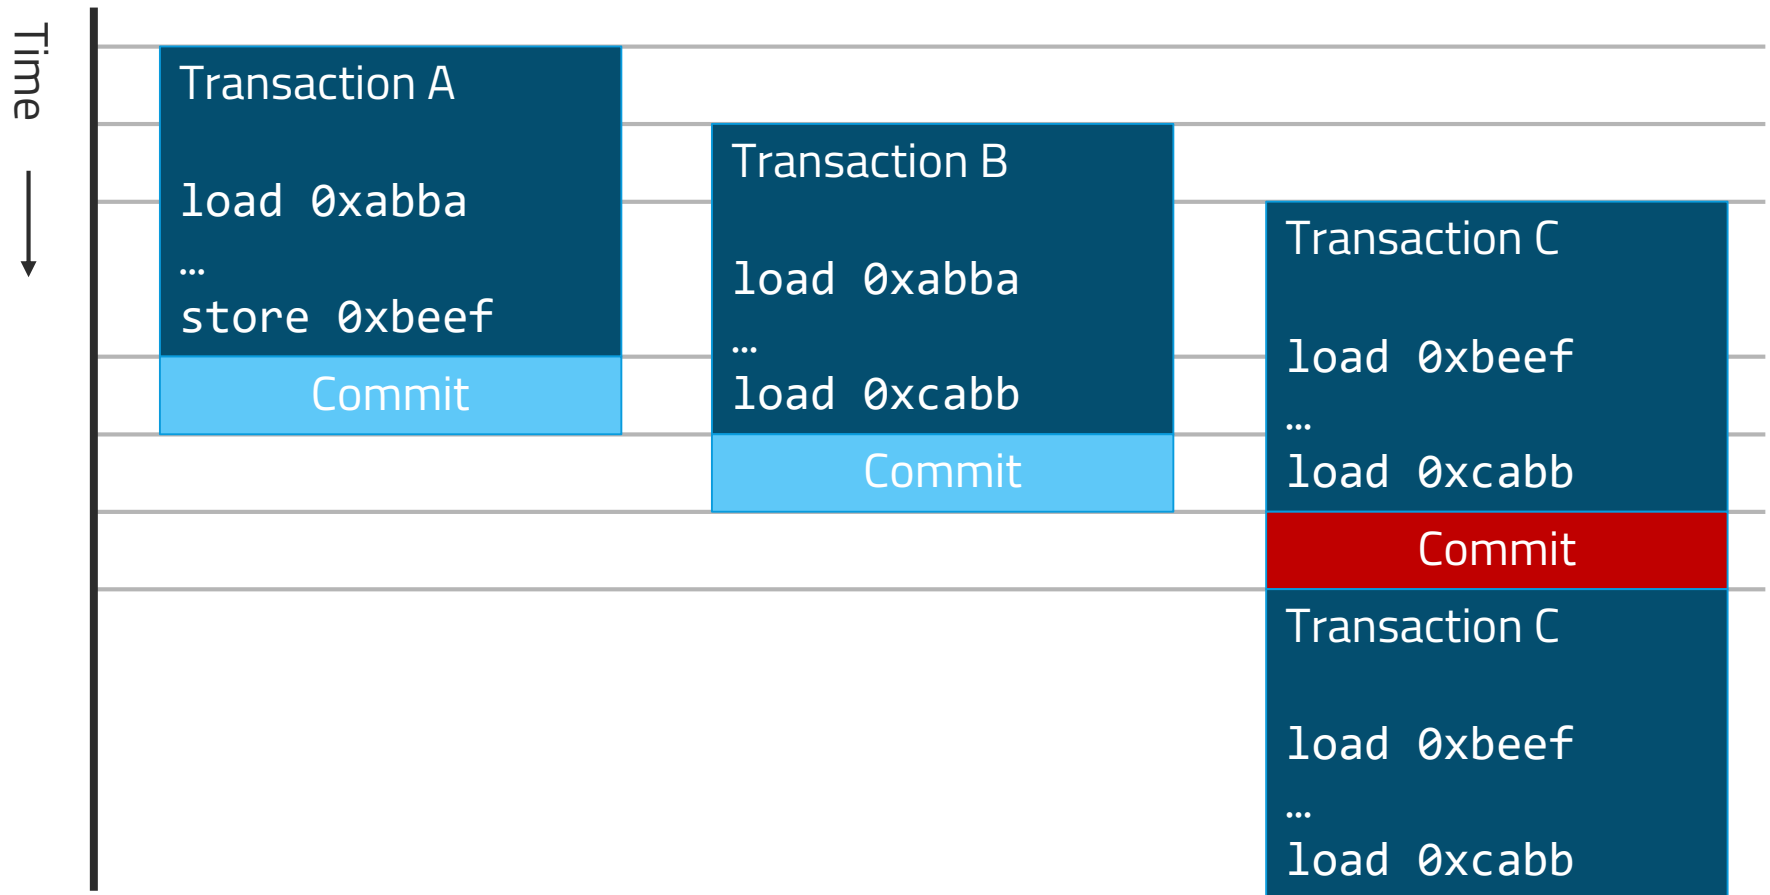 Time
Transaction A
load 0xabba
…
store 0xbeef
Commit
Transaction B
load 0xabba
…
load 0xcabb
Commit
Transaction C
load 0xbeef
…
load 0xcabb
Commit
Transaction C
load 0xbeef
…
load 0xcabb